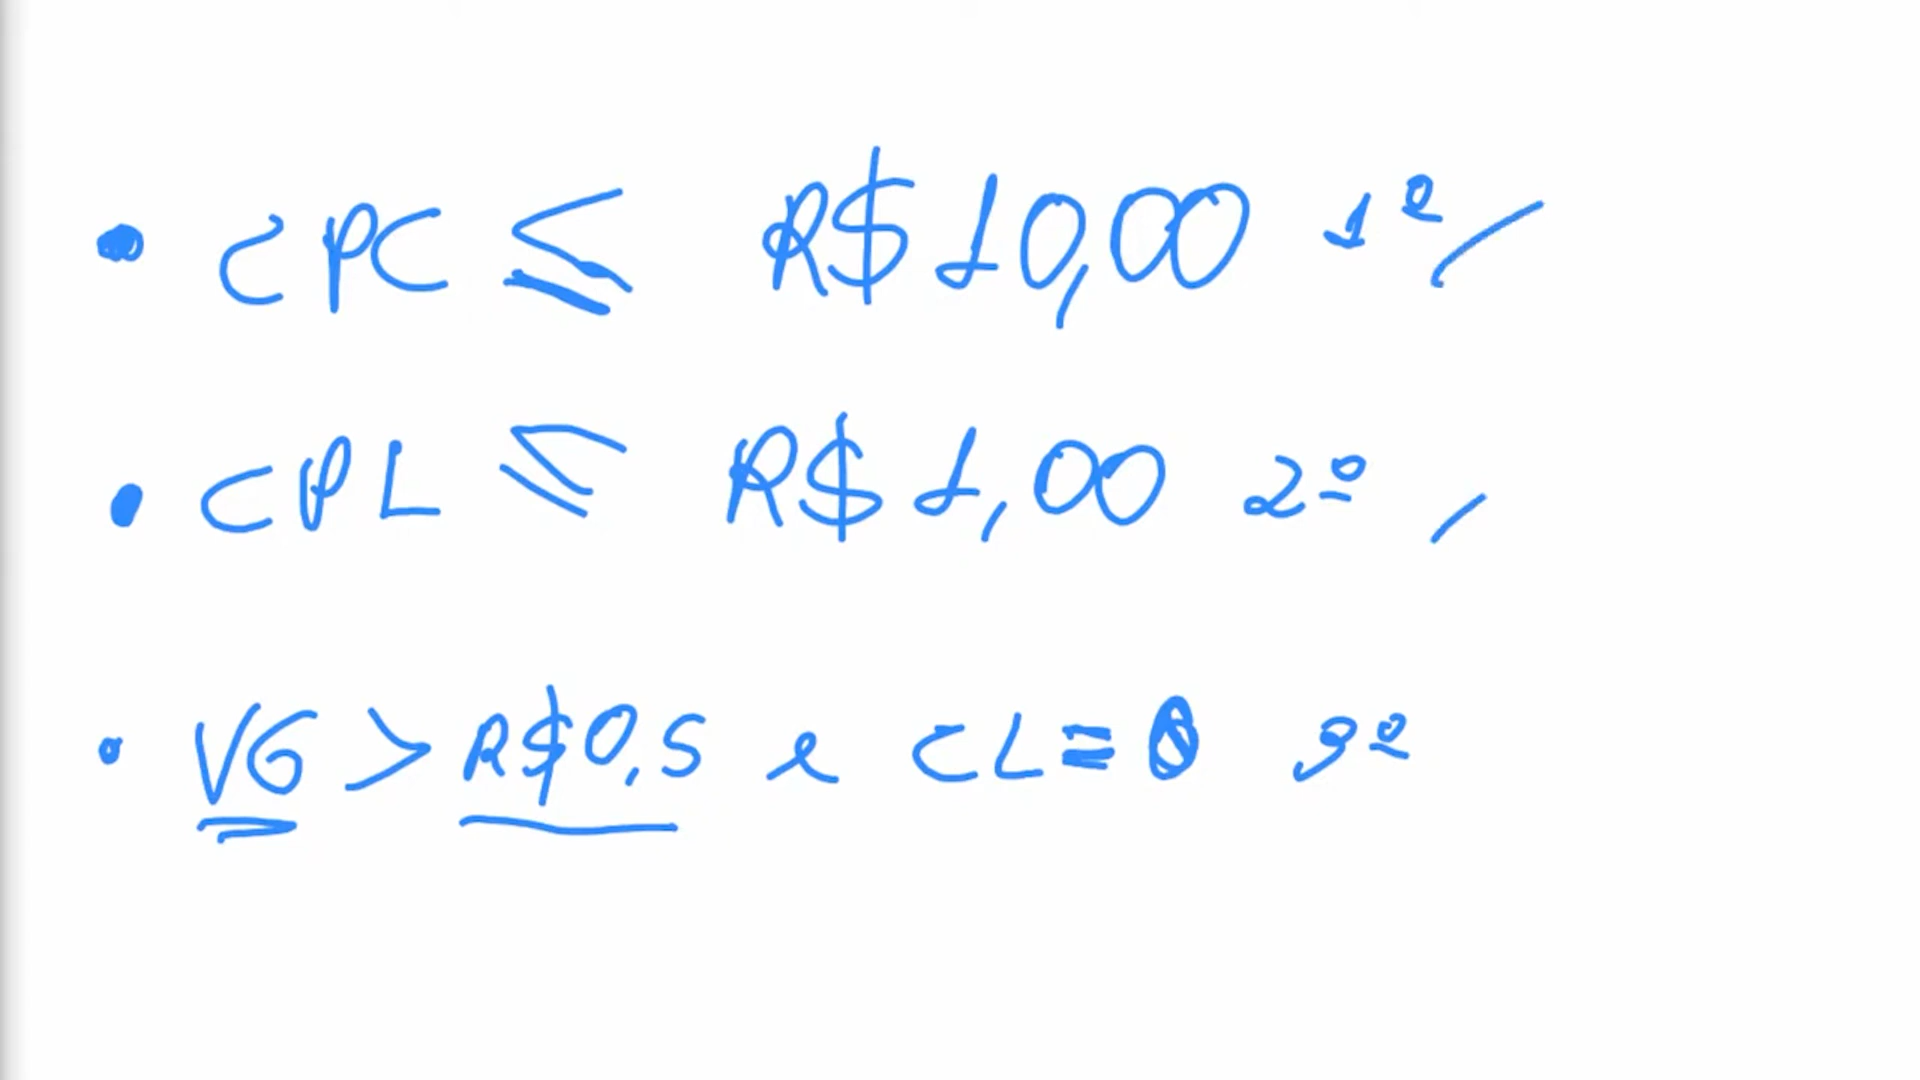 • CPC ≤ R$10,00 1º /
• CPL ≤ R$1,00 2º /
• VG > R$0,5 e CL = 0 3º